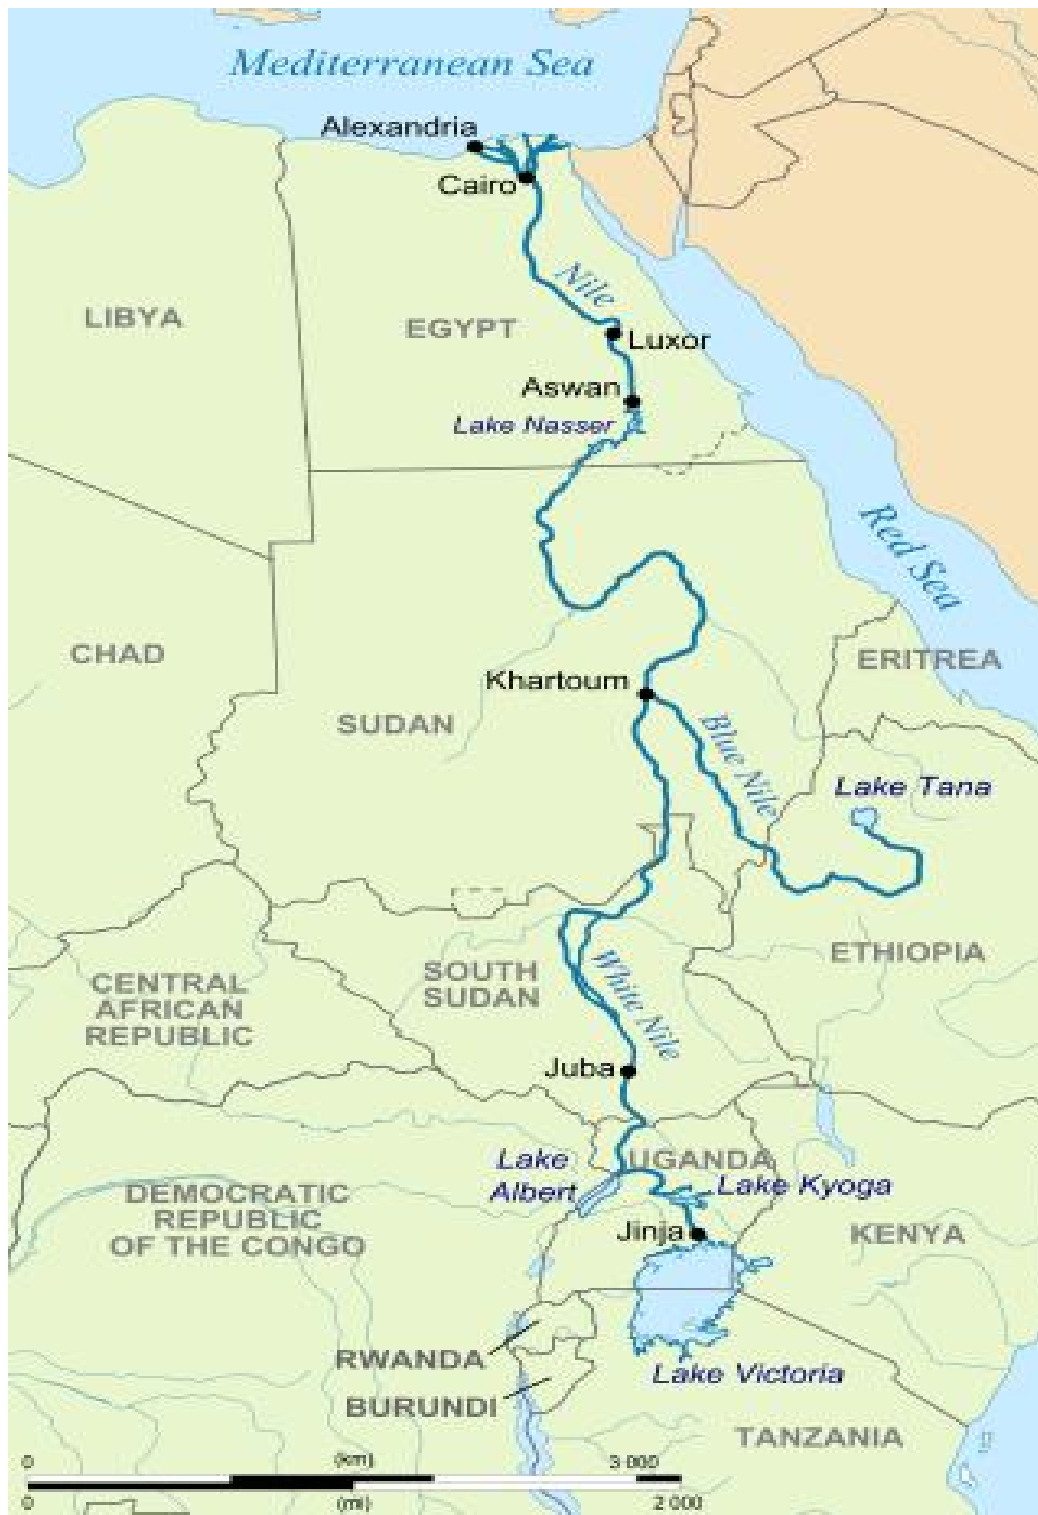 Mediterranean Sea
Alexandria
Cairo
Nile
LIBYA
EGYPT
Luxor
Aswan
Lake Nasser
Red Sea
CHAD
ERITREA
Khartoum
SUDAN
Blue Nile
Lake Tana
ETHIOPIA
SOUTH
SUDAN
CENTRAL
AFRICAN
REPUBLIC
White Nile
Juba
Lake
Albert
UGANDA
Lake Kyoga
DEMOCRATIC
REPUBLIC
OF THE CONGO
Jinja
KENYA
RWANDA
Lake Victoria
BURUNDI
TANZANIA
0 (km) 3 000
0 (mi) 2 000